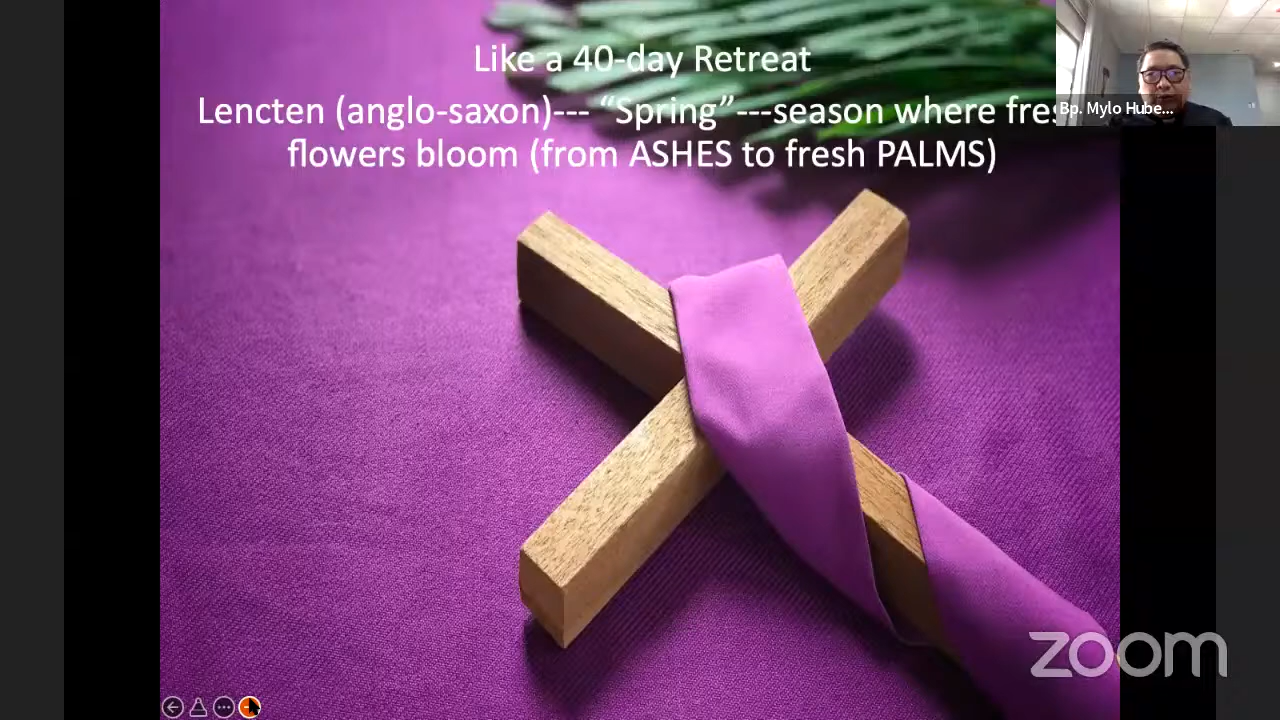 Like a 40-day Retreat
Lencten (anglo-saxon)--- “Spring”---season where
flowers bloom (from ASHES to fresh PALMS)
Bp. Mylo Hube...
zoom